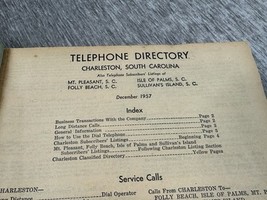 TELEPHONE DIRECTORY
CHARLESTON, SOUTH CAROLINA
Also Telephone Subscribers' Listings of
MT. PLEASANT, S. C. ISLE OF PALMS, S. C.
FOLLY BEACH, S. C. SULLIVAN'S ISLAND, S. C.
December 1957
Index
Business Transactions With the Company Page 2
Long Distance Calls Page 2
General Information Page 3
How to Use the Dial Telephone Page
Charleston Subscribers' Listing Beginning Page 4
Mt. Pleasant, Folly Beach, Isle of Palms and Sullivan's Island
Subscribers' Listings Following Charleston Listing Section
Charleston Classified Directory Yellow Pages
Service Calls
CHARLESTON— Calls From CHARLESTON To—
Distance Dial Operator FOLLY BEACH, ISLE OF PALMS, MT.